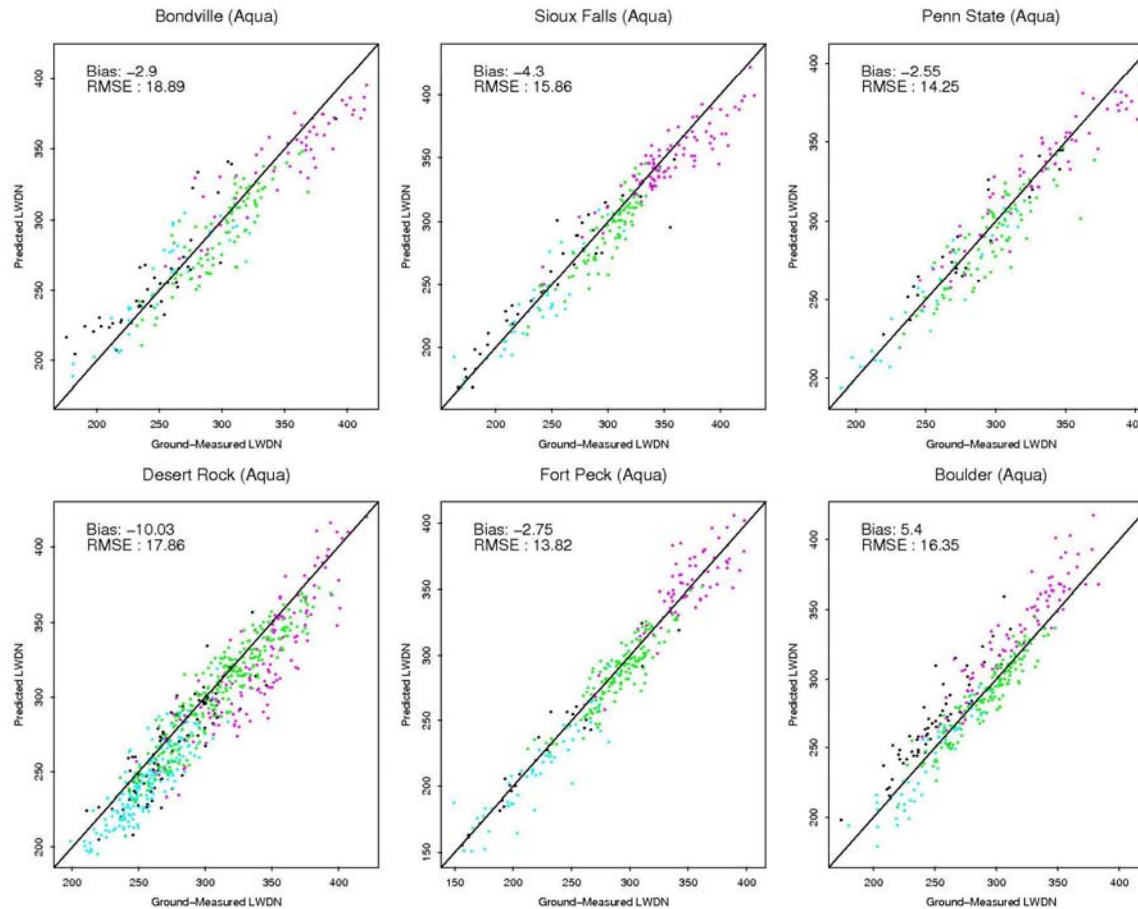 Bondville (Aqua)
Bias: −2.9
RMSE : 18.89
400
350
300
250
200
Predicted LWDN
200 250 300 350 400
Ground−Measured LWDN
Sioux Falls (Aqua)
Bias: −4.3
RMSE : 15.86
400
350
300
250
200
Predicted LWDN
200 250 300 350 400
Ground−Measured LWDN
Penn State (Aqua)
Bias: −2.55
RMSE : 14.25
400
350
300
250
200
Predicted LWDN
200 250 300 350 400
Ground−Measured LWDN
Desert Rock (Aqua)
Bias: −10.03
RMSE : 17.86
400
350
300
250
200
Predicted LWDN
200 250 300 350 400
Ground−Measured LWDN
Fort Peck (Aqua)
Bias: −2.75
RMSE : 13.82
400
350
300
250
200
150
Predicted LWDN
150 200 250 300 350 400
Ground−Measured LWDN
Boulder (Aqua)
Bias: 5.4
RMSE : 16.35
400
350
300
250
200
Predicted LWDN
200 250 300 350 400
Ground−Measured LWDN